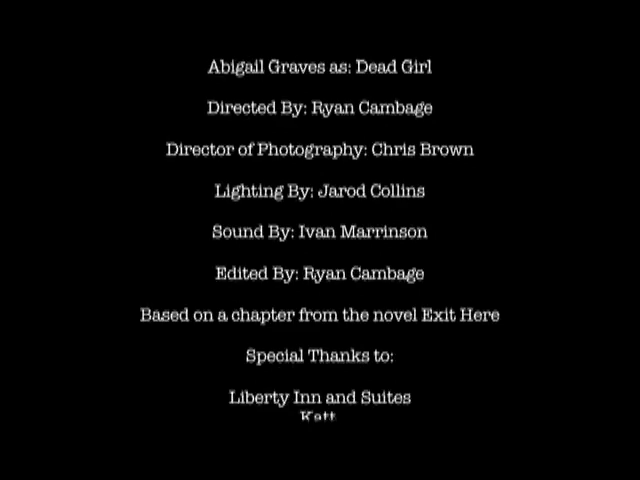 Abigail Graves as: Dead Girl
Directed By: Ryan Cambage
Director of Photography: Chris Brown
Lighting By: Jarod Collins
Sound By: Ivan Marrinson
Edited By: Ryan Cambage
Based on a chapter from the novel Exit Here
Special Thanks to:
Liberty Inn and Suites